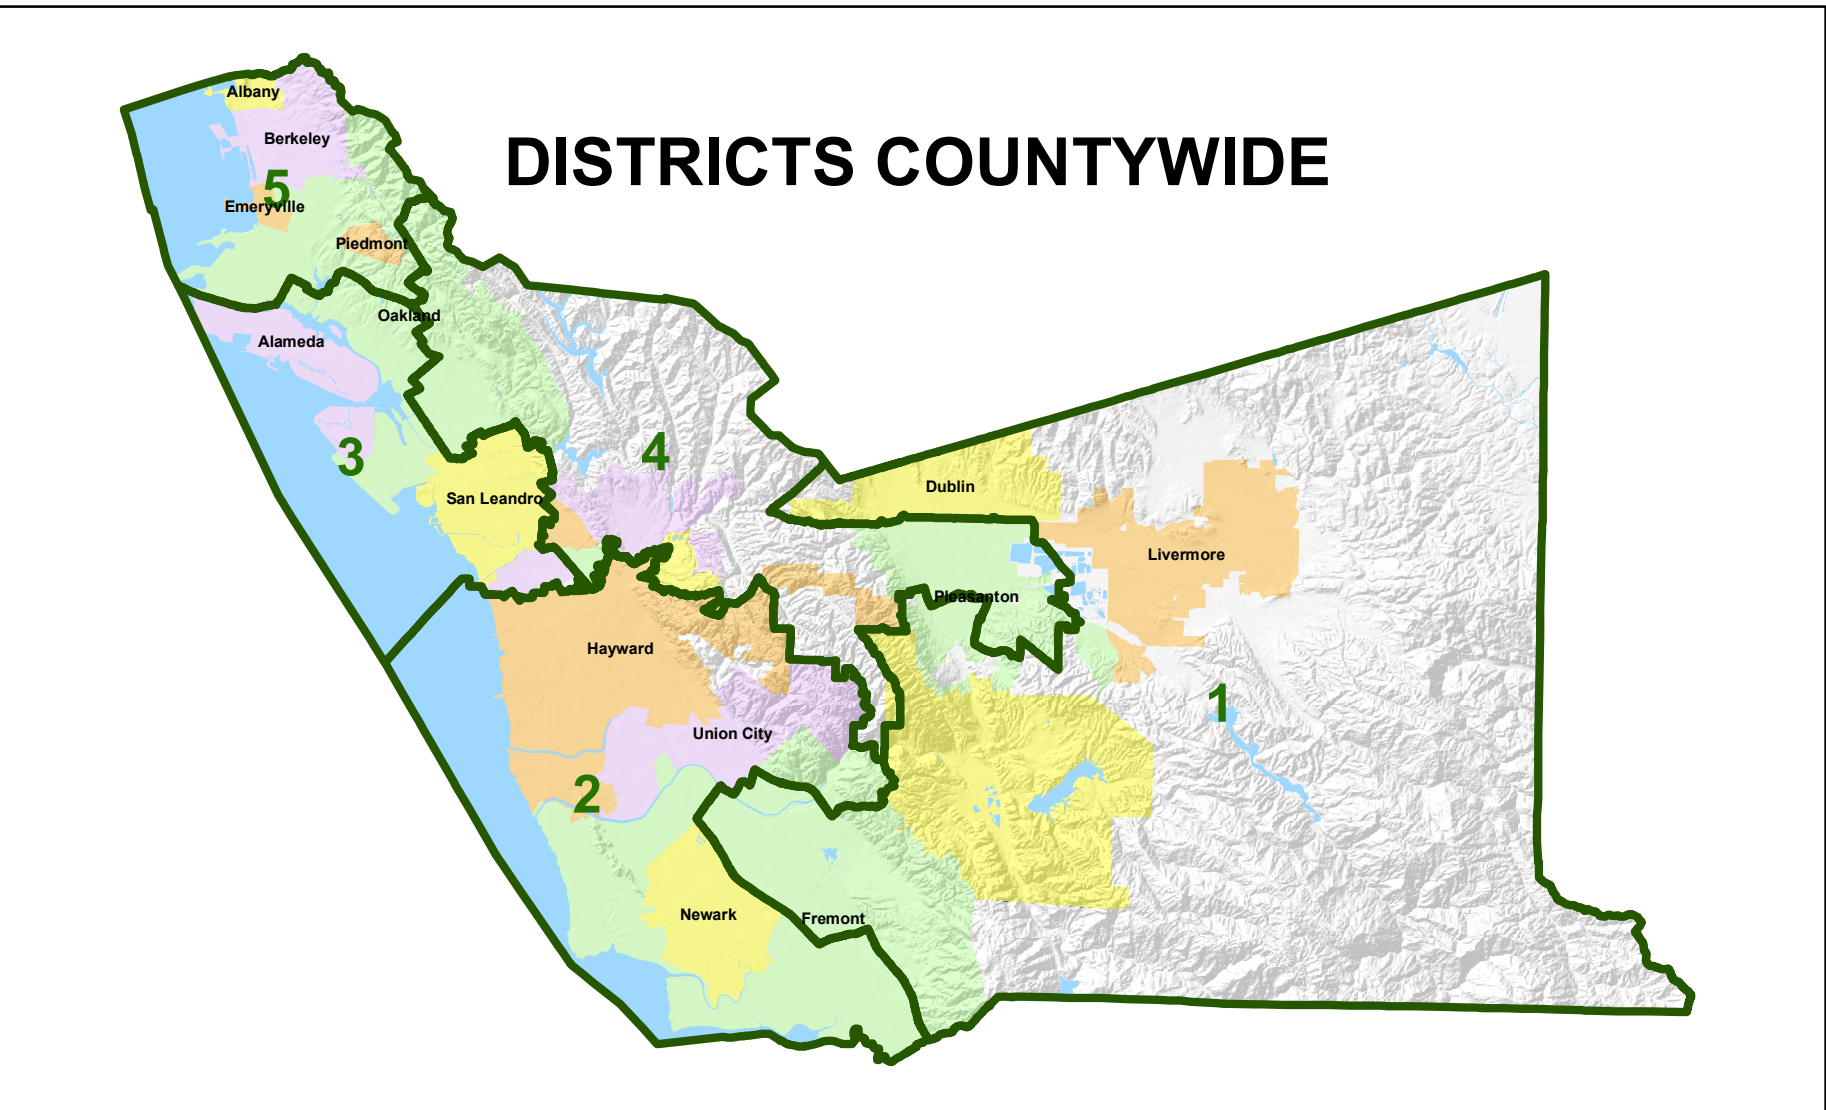 DISTRICTS COUNTYWIDE
Albany
Berkeley
5
Emeryville
Piedmont
Oakland
Alameda
3
4
San Leandro
Dublin
Livermore
Pleasanton
Hayward
1
Union City
2
Newark
Fremont